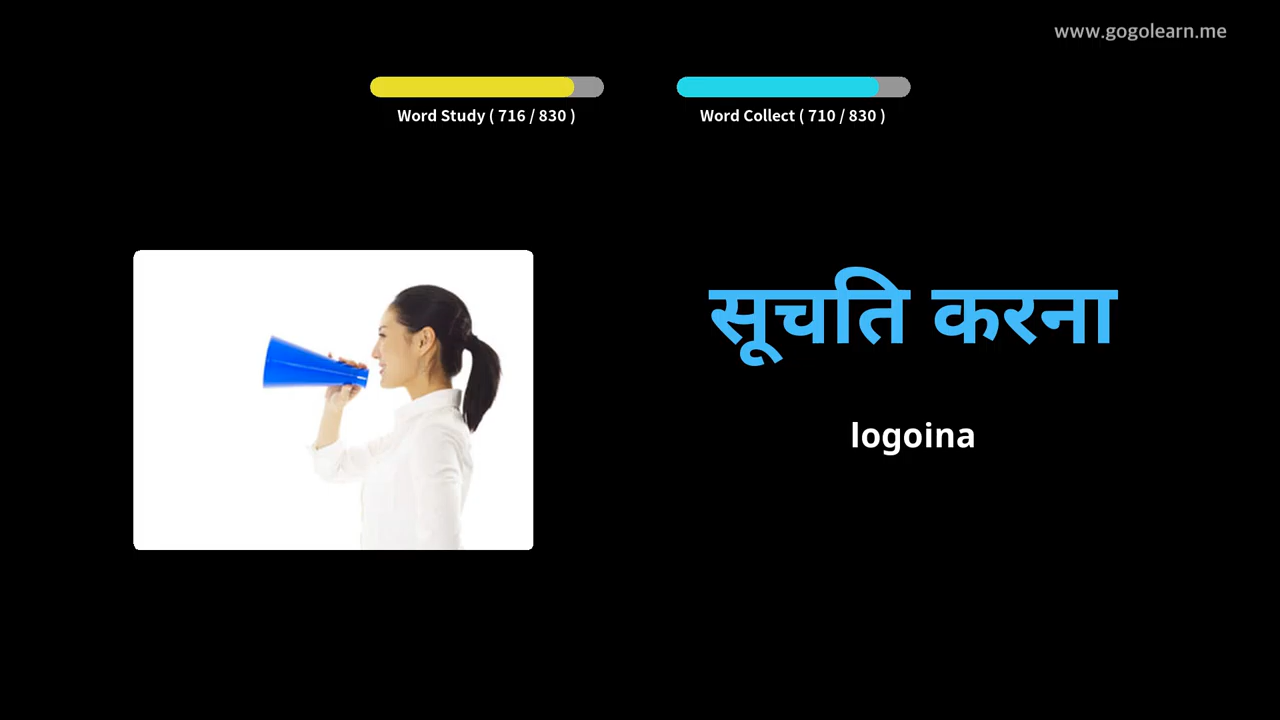 www.gogolearn.me
Word Study ( 716 / 830 )
Word Collect ( 710 / 830 )
सूचति करना
logoina